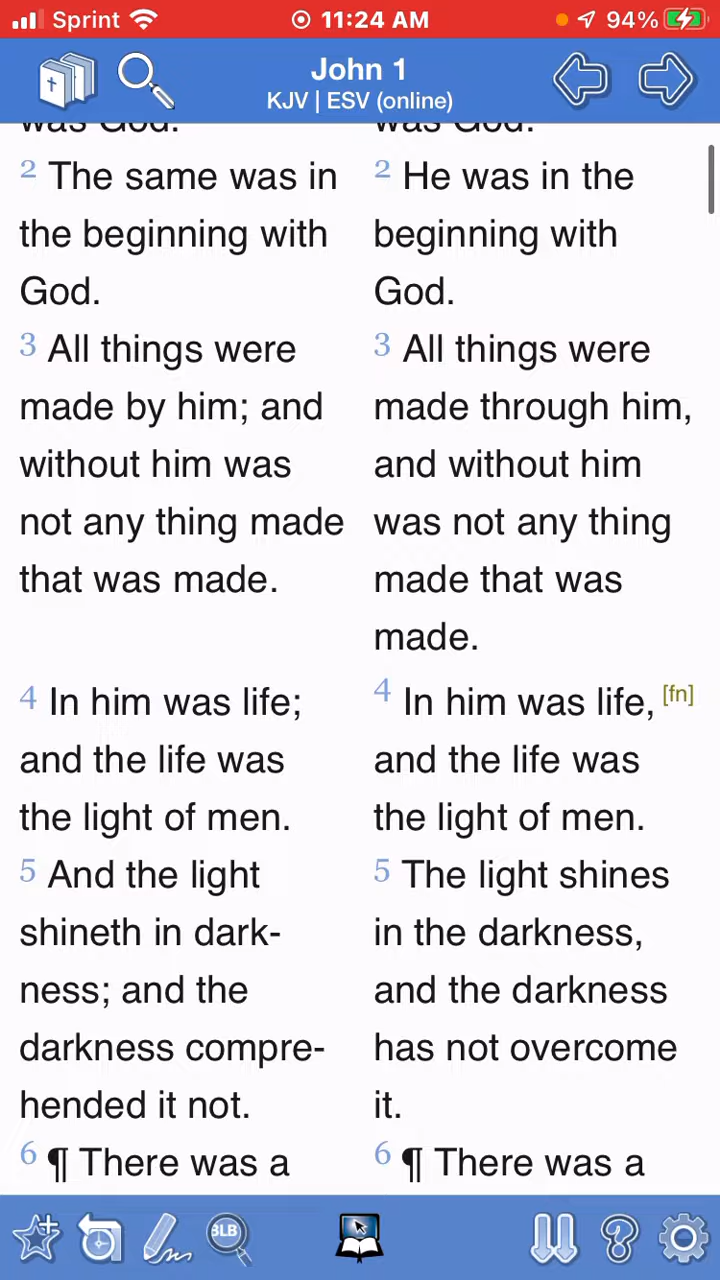 Sprint 11:24 AM 94%
John 1
KJV | ESV (online)
was God.
2 The same was in
the beginning with
God.
3 All things were
made by him; and
without him was
not any thing made
that was made.
4 In him was life;
and the life was
the light of men.
5 And the light
shineth in dark-
ness; and the
darkness compre-
hended it not.
6 ¶ There was a
was God.
2 He was in the
beginning with
God.
3 All things were
made through him,
and without him
was not any thing
made that was
made.
4 In him was life, [fn]
and the life was
the light of men.
5 The light shines
in the darkness,
and the darkness
has not overcome
it.
6 ¶ There was a
BLB